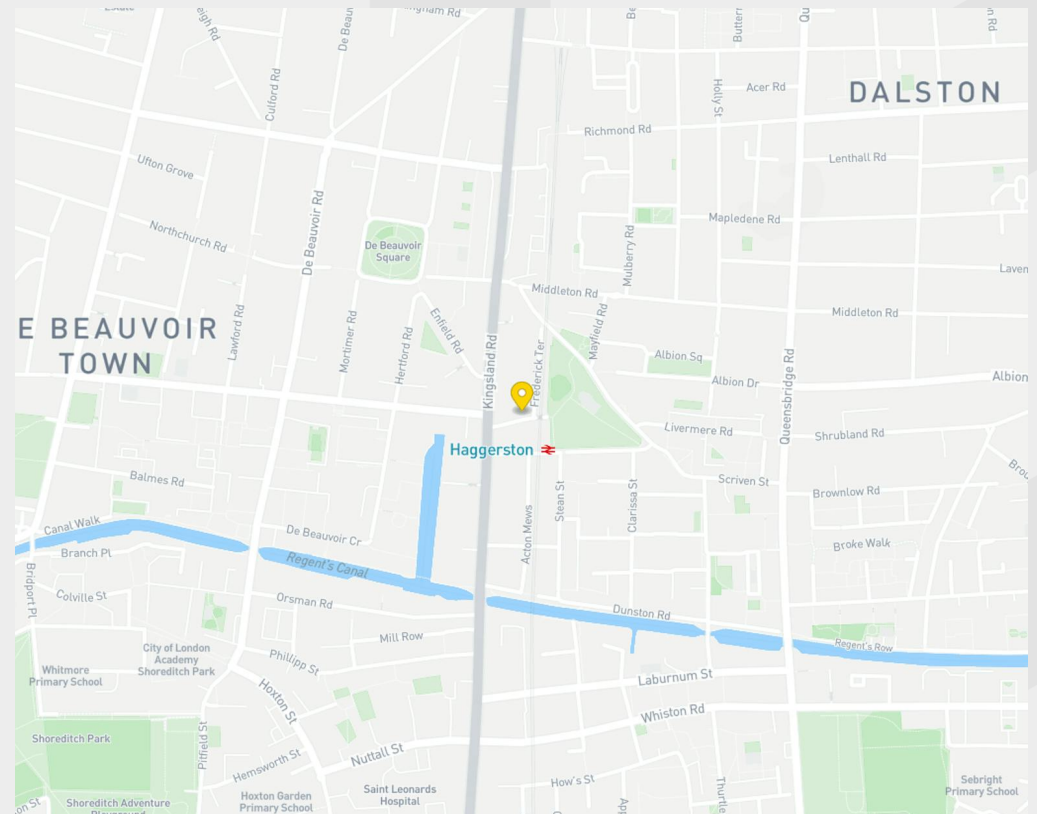 De Beauv
Culford Rd
Holly St
Acer Rd
DALSTON
Richmond Rd
Lenthall Rd
Ufton Grove
De Beauvoir Rd
Northchurch Rd
De Beauvoir
Square
Kingsland Rd
Mulberry Rd
Mapledene Rd
Middleton Rd
Middleton Rd
E BEAUVOIR
TOWN
Lawford Rd
Mortimer Rd
Hertford Rd
Enfield Rd
Frederick Ter
Mayfield Rd
Albion Sq
Albion Dr
Albion
Queensbridge Rd
Livermere Rd
Shrubland Rd
Haggerston
Balmes Rd
Scriven St
Brownlow Rd
Stean St
Clarissa St
Acton Mews
Canal Walk
Branch Pl
De Beauvoir Cr
Regent's Canal
Broke Walk
Bridport Pl
Colville St
Orsman Rd
Dunston Rd
Mill Row
Regent's Row
City of London
Academy
Shoreditch Park
Phillipp St
Whitmore
Primary School
Laburnum St
Hoxton St
Whiston Rd
Shoreditch Park
Pitfield St
Nuttall St
Hemsworth St
How's St
Saint Leonards
Hospital
Hoxton Garden
Primary School
Sebright
Primary School
Shoreditch Adventure